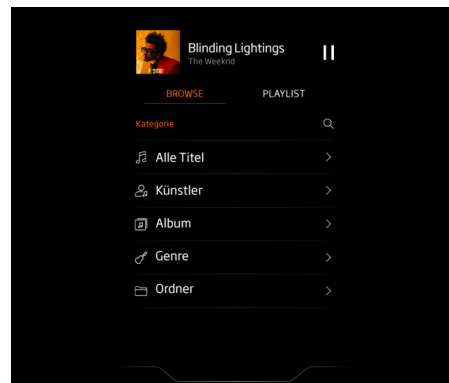 Blinding Lightings
The Weeknd
BROWSE PLAYLIST
Kategorie
Alle Titel
Künstler
Album
Genre
Ordner